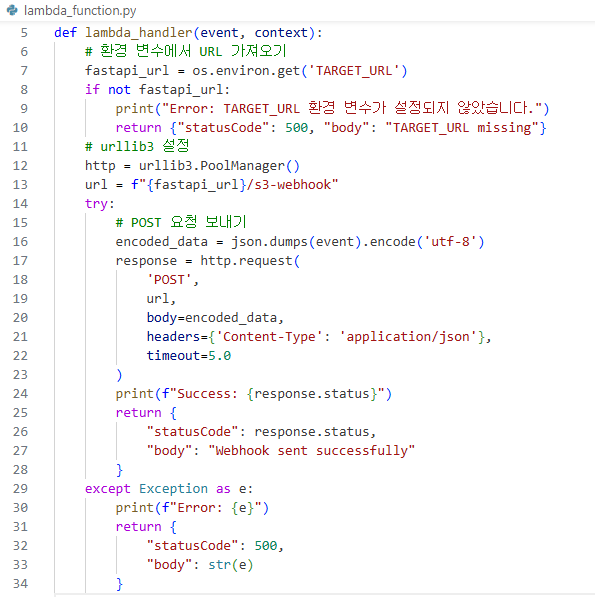 lambda_function.py
5 def lambda_handler(event, context):
6 # 환경 변수에서 URL 가져오기
7 fastapi_url = os.environ.get('TARGET_URL')
8 if not fastapi_url:
9 print("Error: TARGET_URL 환경 변수가 설정되지 않았습니다.")
10 return {"statusCode": 500, "body": "TARGET_URL missing"}
11 # urllib3 설정
12 http = urllib3.PoolManager()
13 url = f"{fastapi_url}/s3-webhook"
14 try:
15 # POST 요청 보내기
16 encoded_data = json.dumps(event).encode('utf-8')
17 response = http.request(
18 'POST',
19 url,
20 body=encoded_data,
21 headers={'Content-Type': 'application/json'},
22 timeout=5.0
23 )
24 print(f"Success: {response.status}")
25 return {
26 "statusCode": response.status,
27 "body": "Webhook sent successfully"
28 }
29 except Exception as e:
30 print(f"Error: {e}")
31 return {
32 "statusCode": 500,
33 "body": str(e)
34 }